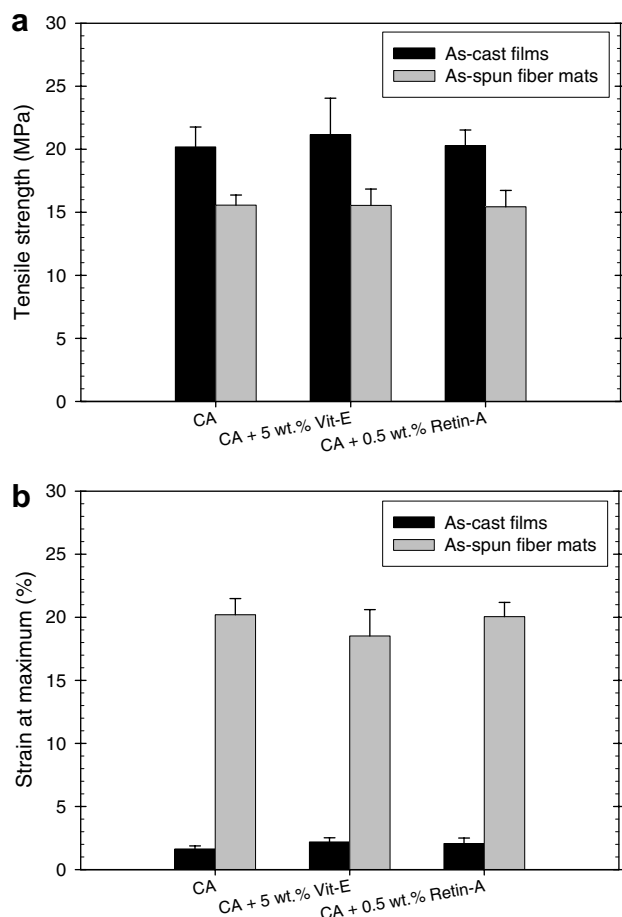 a
Tensile strength (MPa)
30
25
20
15
10
5
0
As-cast films
As-spun fiber mats
CA
CA + 5 wt.% Vit-E
CA + 0.5 wt.% Retin-A
b
Strain at maximum (%)
30
25
20
15
10
5
0
As-cast films
As-spun fiber mats
CA
CA + 5 wt.% Vit-E
CA + 0.5 wt.% Retin-A